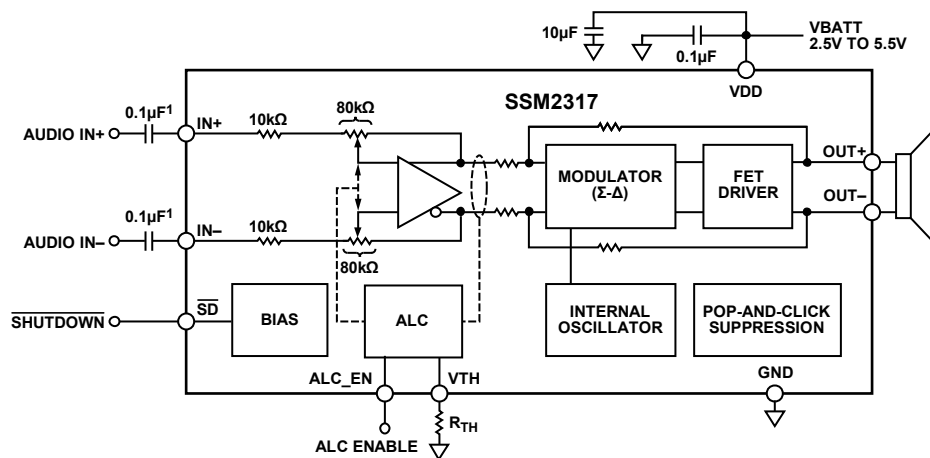 10µF
0.1µF
VBATT
2.5V TO 5.5V
VDD
SSM2317
0.1µF¹
AUDIO IN+
IN+
10kΩ
80kΩ
MODULATOR
(Σ-Δ)
FET
DRIVER
OUT+
OUT–
0.1µF¹
AUDIO IN–
IN–
10kΩ
80kΩ
SHUTDOWN
SD
BIAS
ALC
INTERNAL
OSCILLATOR
POP-AND-CLICK
SUPPRESSION
ALC_EN
VTH
GND
RTH
ALC ENABLE